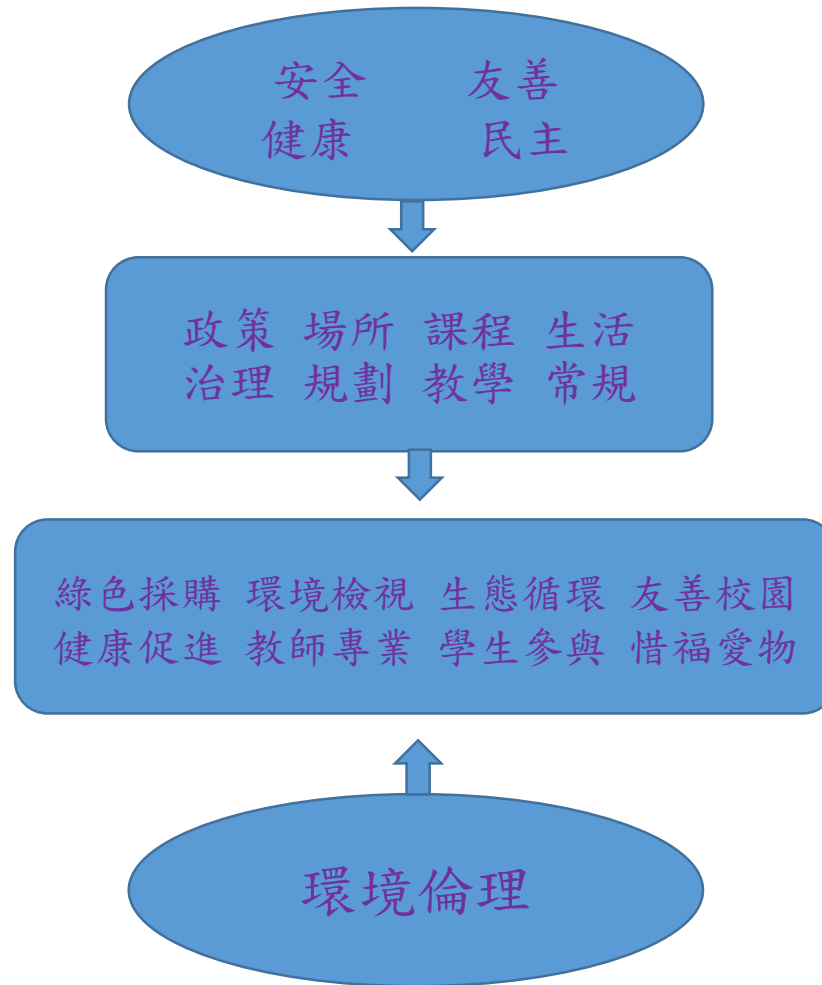 安全 友善
健康 民主
政策 場所 課程 生活
治理 規劃 教學 常規
綠色採購 環境檢視 生態循環 友善校園
健康促進 教師專業 學生參與 惜福愛物
環境倫理